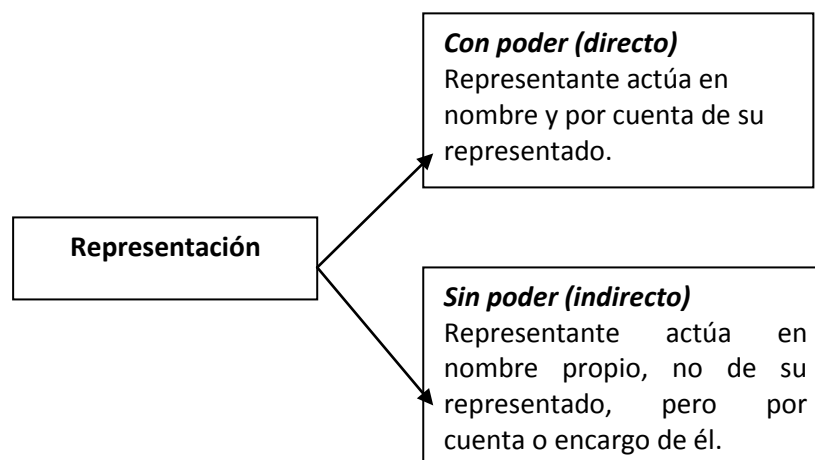 Con poder (directo)
Representante actúa en
nombre y por cuenta de su
representado.
Representación
Sin poder (indirecto)
Representante actúa en
nombre propio, no de su
representado, pero por
cuenta o encargo de él.